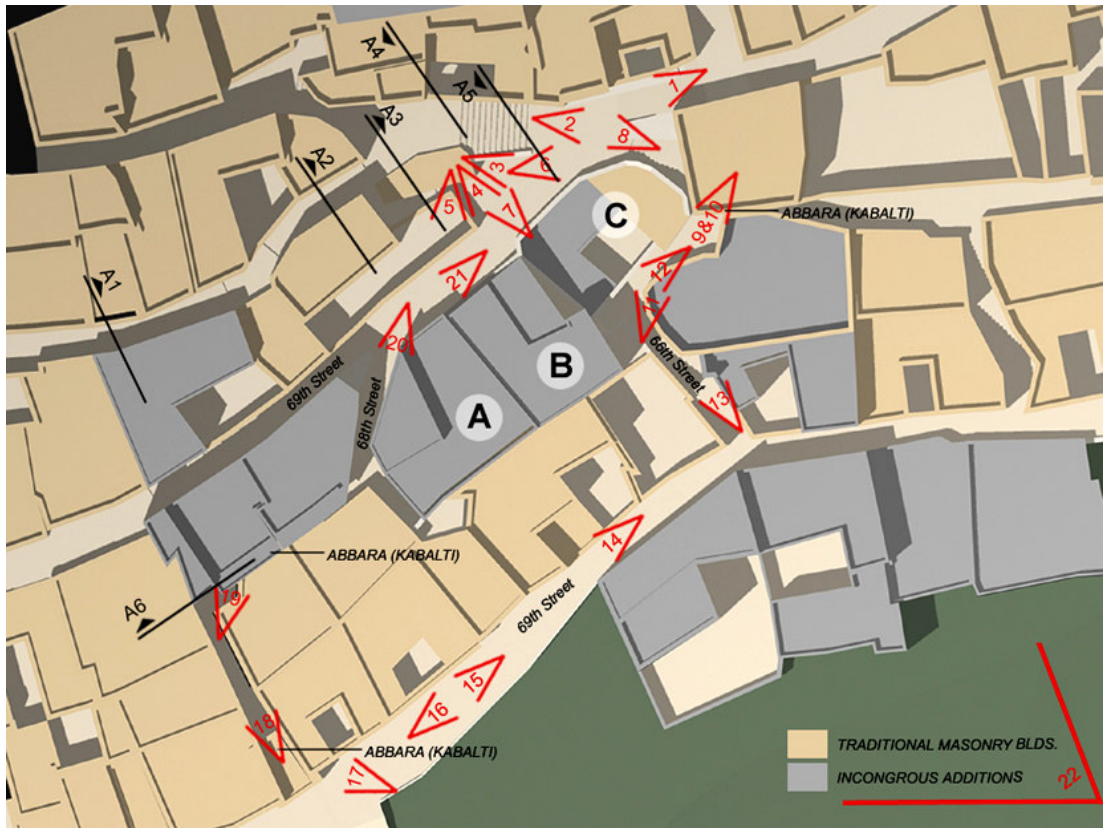 A4
A5
1
A3
2
8
A2
3
6
4
5
7
C
9&10
ABBARA (KABALTI)
A1
21
12
11
20
66th Street
69th Street
68th Street
B
A
13
ABBARA (KABALTI)
14
A6
19
69th Street
15
16
18
ABBARA (KABALTI)
17
TRADITIONAL MASONRY BLDS.
INCONGROUS ADDITIONS
22